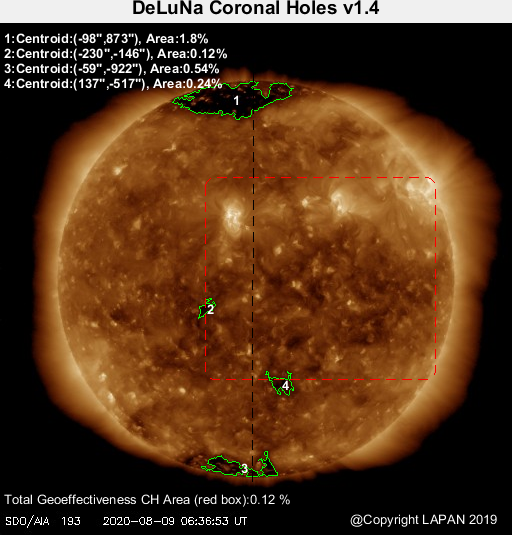 DeLuNa Coronal Holes v1.4
1:Centroid:(-98",873"), Area:1.8%
2:Centroid:(-230",-146"), Area:0.12%
3:Centroid:(-59",-922"), Area:0.54%
4:Centroid:(137",-517"), Area:0.24%
1
2
4
3
Total Geoeffectiveness CH Area (red box):0.12 %
SDO/AIA 193 2020-08-09 06:36:53 UT
@Copyright LAPAN 2019